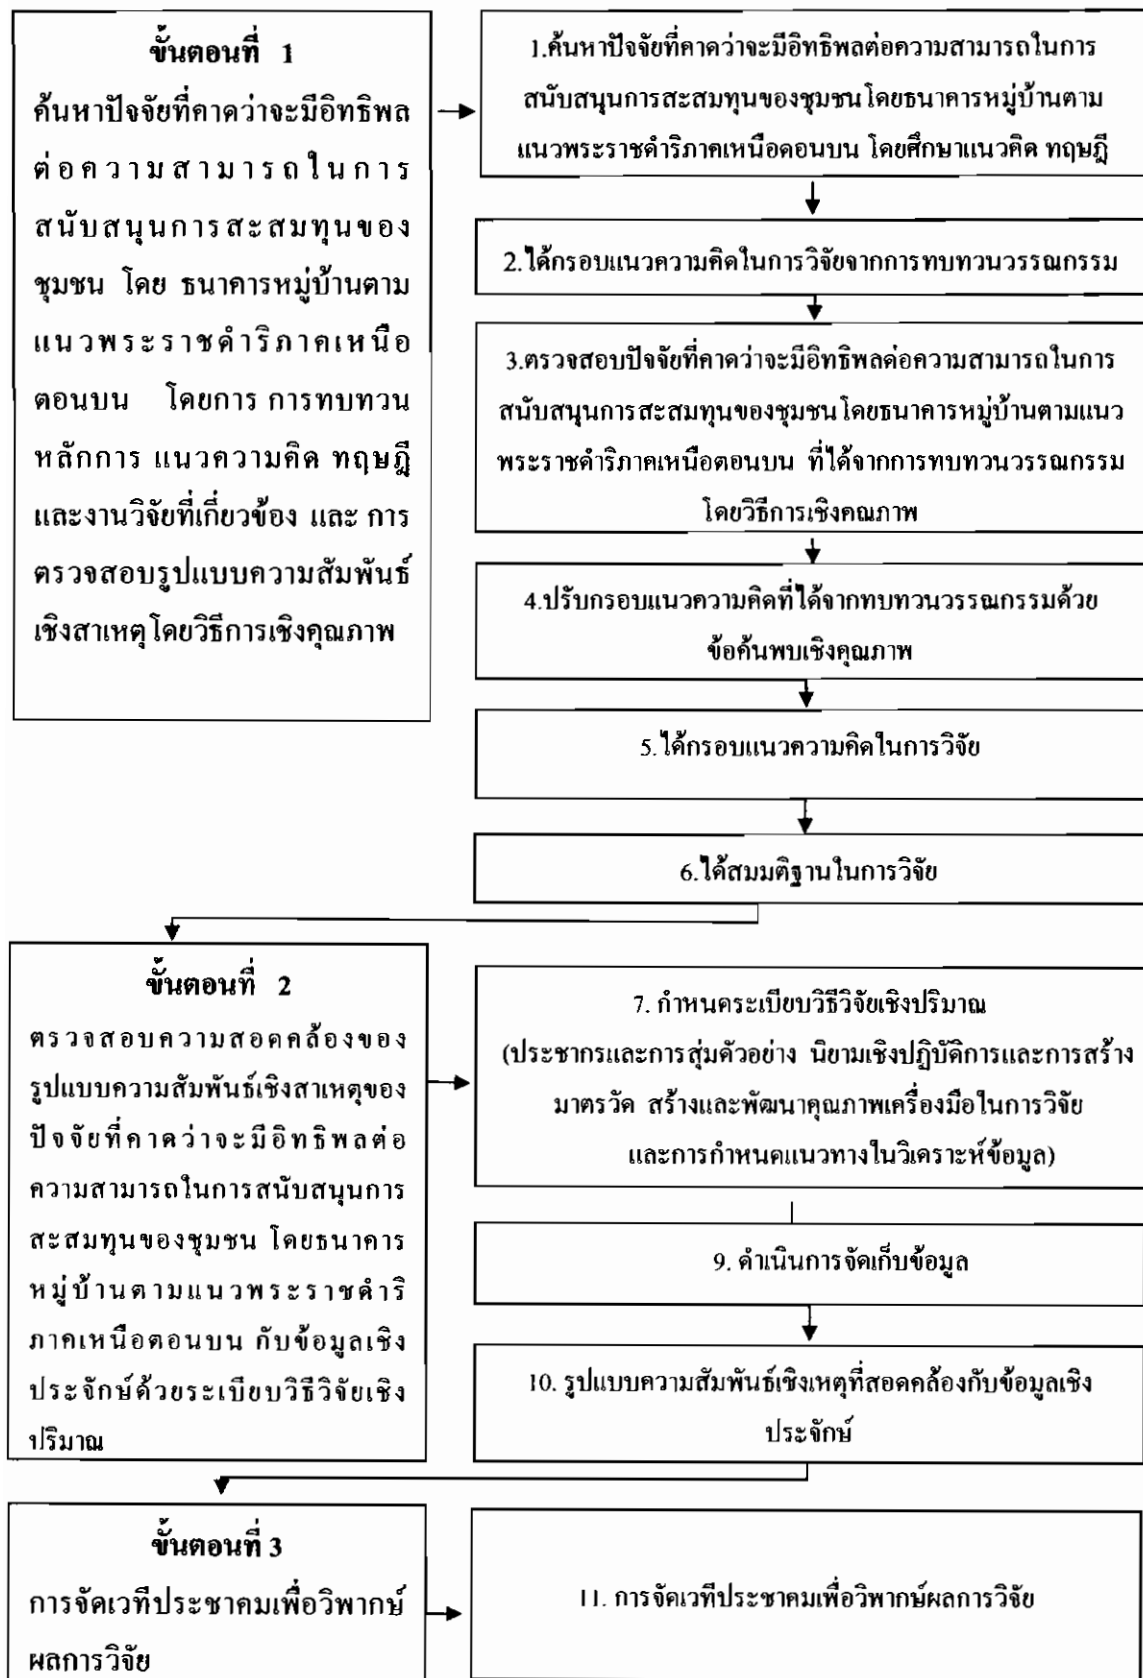 ขั้นตอนที่ 1
ค้นหาปัจจัยที่คาดว่าจะมีอิทธิพล
ต่อความสามารถในการ
สนับสนุนการสะสมทุนของ
ชุมชน โดย ธนาคารหมู่บ้านตาม
แนวพระราชดำริภาคเหนือ
ตอนบน โดยการ การทบทวน
หลักการ แนวความคิด ทฤษฎี
และงานวิจัยที่เกี่ยวข้อง และ การ
ตรวจสอบรูปแบบความสัมพันธ์
เชิงสาเหตุโดยวิธีการเชิงคุณภาพ
1.ค้นหาปัจจัยที่คาดว่าจะมีอิทธิพลต่อความสามารถในการ
สนับสนุนการสะสมทุนของชุมชนโดยธนาคารหมู่บ้านตาม
แนวพระราชดำริภาคเหนือตอนบน โดยศึกษาแนวคิด ทฤษฎี
2.ได้กรอบแนวความคิดในการวิจัยจากการทบทวนวรรณกรรม
3.ตรวจสอบปัจจัยที่คาดว่าจะมีอิทธิพลต่อความสามารถในการ
สนับสนุนการสะสมทุนของชุมชนโดยธนาคารหมู่บ้านตามแนว
พระราชดำริภาคเหนือตอนบน ที่ได้จากการทบทวนวรรณกรรม
โดยวิธีการเชิงคุณภาพ
4.ปรับกรอบแนวความคิดที่ได้จากทบทวนวรรณกรรมด้วย
ข้อค้นพบเชิงคุณภาพ
5.ได้กรอบแนวความคิดในการวิจัย
6.ได้สมมติฐานในการวิจัย
ขั้นตอนที่ 2
ตรวจสอบความสอดคล้องของ
รูปแบบความสัมพันธ์เชิงสาเหตุของ
ปัจจัยที่คาดว่าจะมีอิทธิพลต่อ
ความสามารถในการสนับสนุนการ
สะสมทุนของชุมชน โดยธนาคาร
หมู่บ้านตามแนวพระราชดำริ
ภาคเหนือตอนบน กับข้อมูลเชิง
ประจักษ์ด้วยระเบียบวิธีวิจัยเชิง
ปริมาณ
7. กำหนดระเบียบวิธีวิจัยเชิงปริมาณ
(ประชากรและการสุ่มตัวอย่าง นิยามเชิงปฏิบัติการและการสร้าง
มาตรวัด สร้างและพัฒนาคุณภาพเครื่องมือในการวิจัย
และการกำหนดแนวทางในวิเคราะห์ข้อมูล)
9. ดำเนินการจัดเก็บข้อมูล
10. รูปแบบความสัมพันธ์เชิงเหตุที่สอดคล้องกับข้อมูลเชิง
ประจักษ์
ขั้นตอนที่ 3
การจัดเวทีประชาคมเพื่อวิพากษ์
ผลการวิจัย
11. การจัดเวทีประชาคมเพื่อวิพากษ์ผลการวิจัย